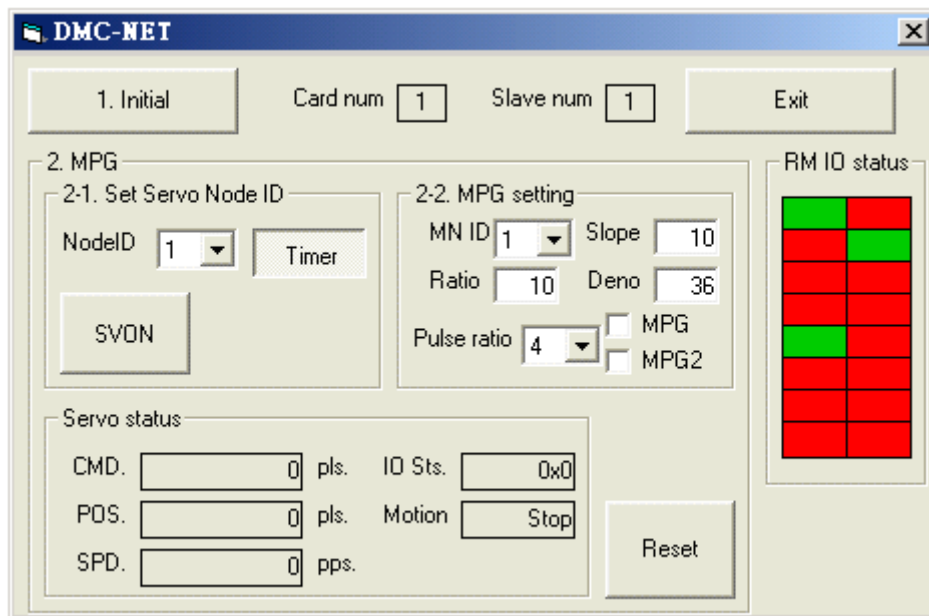 DMC-NET
1. Initial Card num 1 Slave num 1 Exit
2. MPG
2-1. Set Servo Node ID
NodeID 1 Timer
SVON
2-2. MPG setting
MN ID 1 Slope 10
Ratio 10 Deno 36
Pulse ratio 4 MPG
MPG2
RM IO status
Servo status
CMD. 0 pls. IO Sts. 0x0
POS. 0 pls. Motion Stop
SPD. 0 pps.
Reset